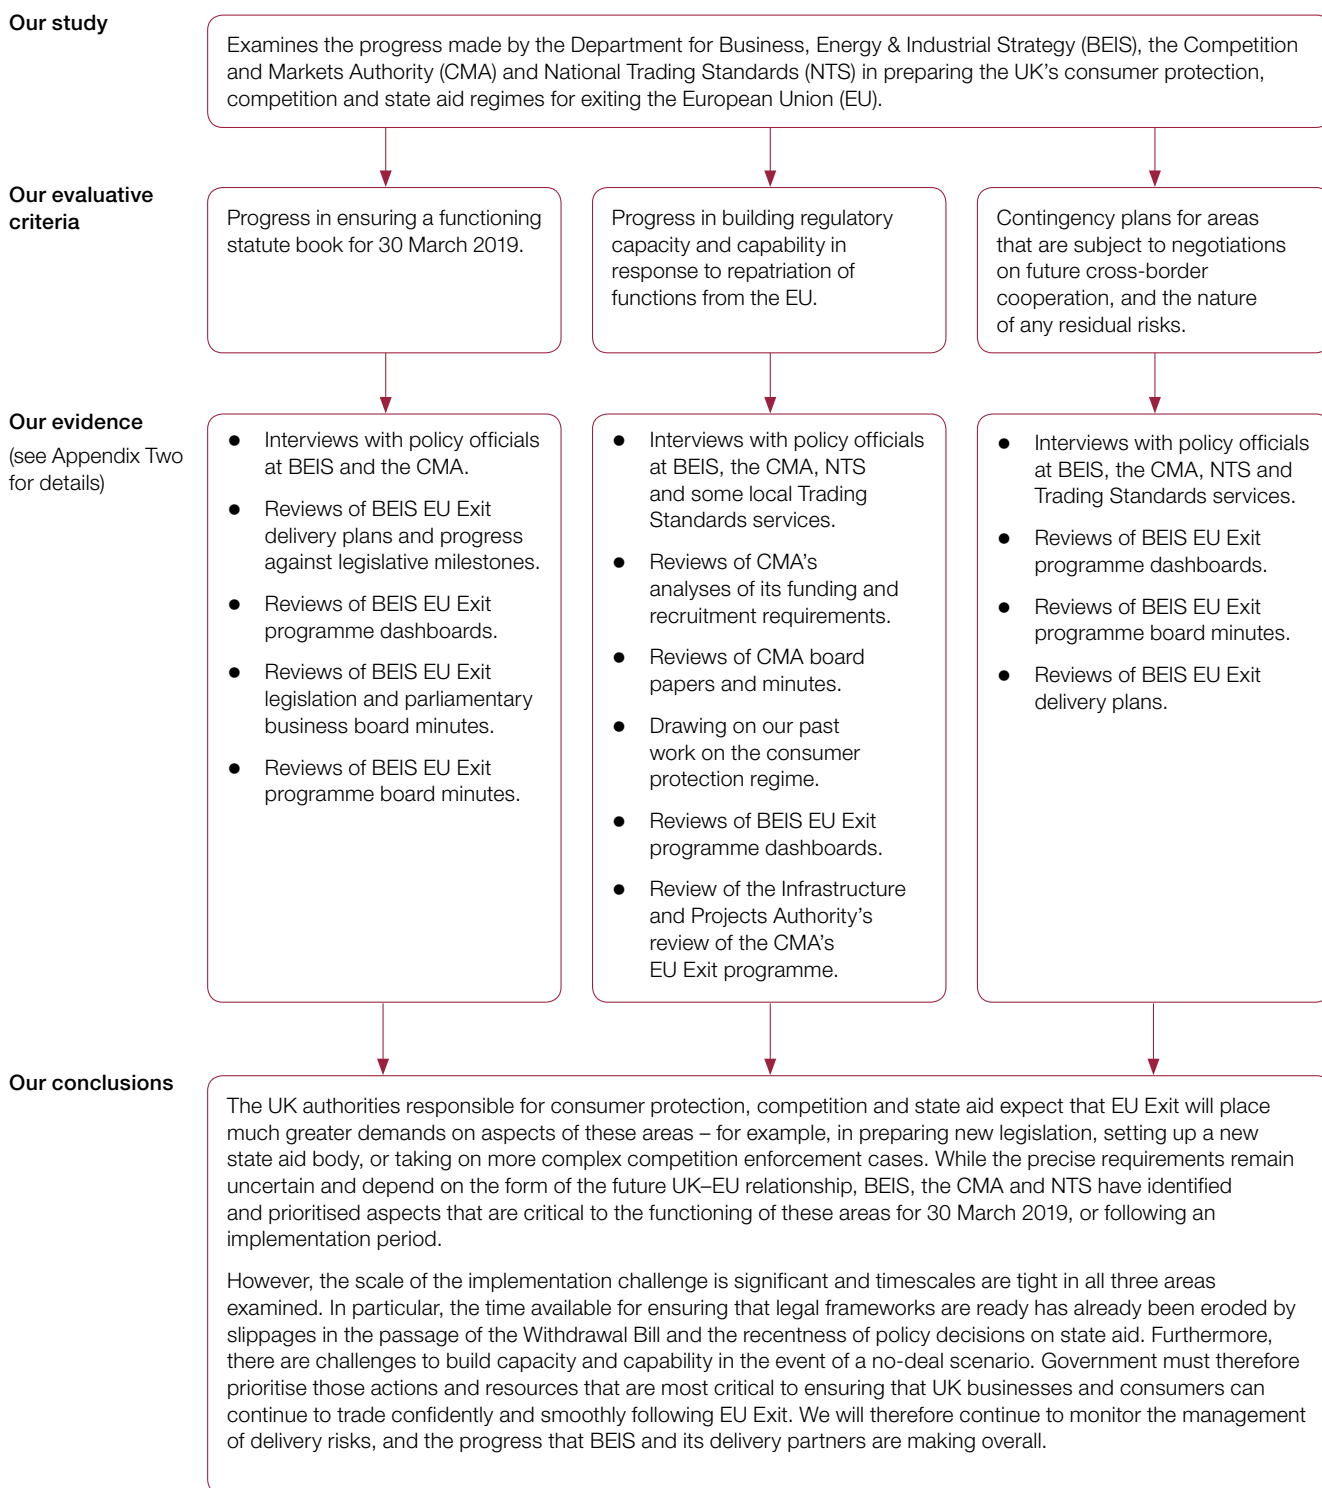 Our study
Examines the progress made by the Department for Business, Energy & Industrial Strategy (BEIS), the Competition
and Markets Authority (CMA) and National Trading Standards (NTS) in preparing the UK’s consumer protection,
competition and state aid regimes for exiting the European Union (EU).
Our evaluative
criteria
Progress in ensuring a functioning
statute book for 30 March 2019.
Progress in building regulatory
capacity and capability in
response to repatriation of
functions from the EU.
Contingency plans for areas
that are subject to negotiations
on future cross-border
cooperation, and the nature
of any residual risks.
Our evidence
(see Appendix Two
for details)
● Interviews with policy officials
at BEIS and the CMA.
● Reviews of BEIS EU Exit
delivery plans and progress
against legislative milestones.
● Reviews of BEIS EU Exit
programme dashboards.
● Reviews of BEIS EU Exit
legislation and parliamentary
business board minutes.
● Reviews of BEIS EU Exit
programme board minutes.
● Interviews with policy officials
at BEIS, the CMA, NTS
and some local Trading
Standards services.
● Reviews of CMA’s
analyses of its funding and
recruitment requirements.
● Reviews of CMA board
papers and minutes.
● Drawing on our past
work on the consumer
protection regime.
● Reviews of BEIS EU Exit
programme dashboards.
● Review of the Infrastructure
and Projects Authority’s
review of the CMA’s
EU Exit programme.
● Interviews with policy officials
at BEIS, the CMA, NTS and
Trading Standards services.
● Reviews of BEIS EU Exit
programme dashboards.
● Reviews of BEIS EU Exit
programme board minutes.
● Reviews of BEIS EU Exit
delivery plans.
Our conclusions
The UK authorities responsible for consumer protection, competition and state aid expect that EU Exit will place
much greater demands on aspects of these areas – for example, in preparing new legislation, setting up a new
state aid body, or taking on more complex competition enforcement cases. While the precise requirements remain
uncertain and depend on the form of the future UK–EU relationship, BEIS, the CMA and NTS have identified
and prioritised aspects that are critical to the functioning of these areas for 30 March 2019, or following an
implementation period.
However, the scale of the implementation challenge is significant and timescales are tight in all three areas
examined. In particular, the time available for ensuring that legal frameworks are ready has already been eroded by
slippages in the passage of the Withdrawal Bill and the recentness of policy decisions on state aid. Furthermore,
there are challenges to build capacity and capability in the event of a no-deal scenario. Government must therefore
prioritise those actions and resources that are most critical to ensuring that UK businesses and consumers can
continue to trade confidently and smoothly following EU Exit. We will therefore continue to monitor the management
of delivery risks, and the progress that BEIS and its delivery partners are making overall.